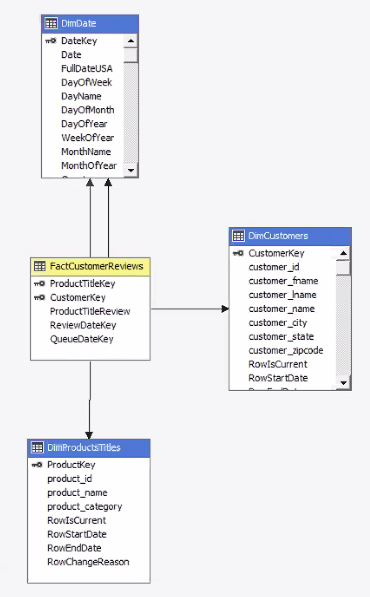 DimDate
DateKey
Date
FullDateUSA
DayOfWeek
DayName
DayOfMonth
DayOfYear
WeekOfYear
MonthName
MonthOfYear
FactCustomerReviews
ProductTitleKey
CustomerKey
ProductTitleReview
ReviewDateKey
QueueDateKey
DimCustomers
CustomerKey
customer_id
customer_fname
customer_lname
customer_name
customer_city
customer_state
customer_zipcode
RowIsCurrent
RowStartDate
DimProductsTitles
ProductKey
product_id
product_name
product_category
RowIsCurrent
RowStartDate
RowEndDate
RowChangeReason